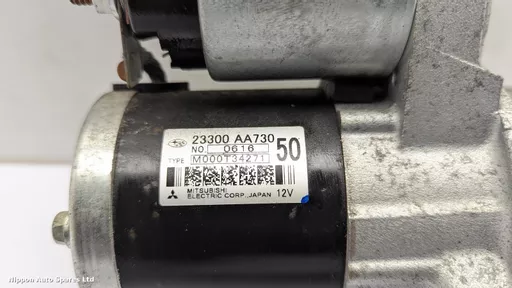 23300 AA730
NO. 0616
TYPE M000T34271
50
MITSUBISHI
ELECTRIC CORP., JAPAN 12V
Nippon Auto Spares Ltd